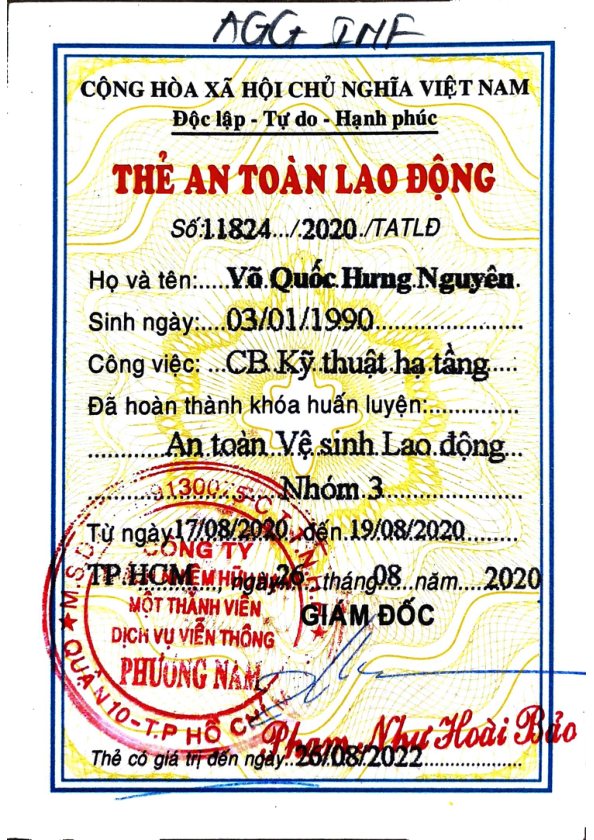 AGG INF
CỘNG HÒA XÃ HỘI CHỦ NGHĨA VIỆT NAM
Độc lập - Tự do - Hạnh phúc
THẺ AN TOÀN LAO ĐỘNG
Số:11824.../.2020./TATLĐ
Họ và tên:....Võ Quốc Hưng Nguyên.
Sinh ngày:....03/01/1990
Công việc: ...CB Kỹ thuật hạ tầng....
Đã hoàn thành khóa huấn luyện:
An toàn Vệ sinh Lao động...
Nhóm 3
Từ ngày 17/08/2020, đến 19/08/2020
TP HCM, ngày 26 tháng 08 năm 2020
GIÁM ĐỐC
CÔNG TY
MỘT THÀNH VIÊN
DỊCH VỤ VIỄN THÔNG
PHƯƠNG NAM
QUẬN 10 - T.P HỒ CHÍ
Phạm Như Hoài Bảo
Thẻ có giá trị đến ngày..26/08/2022